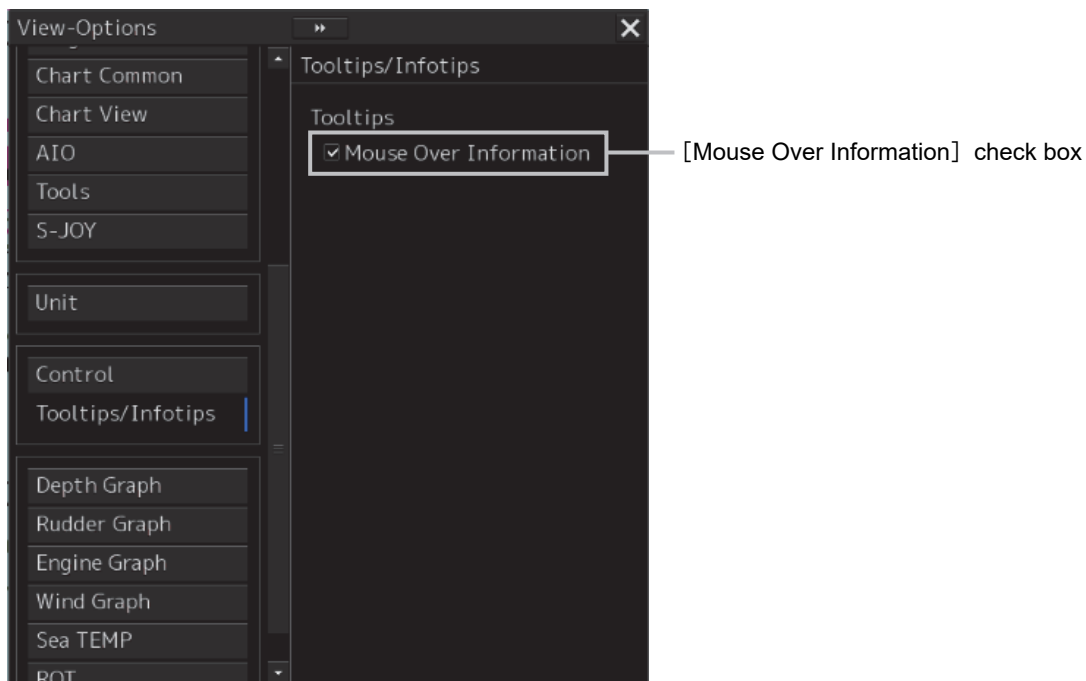 View-Options
Chart Common
Chart View
AIO
Tools
S-JOY
Unit
Control
Tooltips/Infotips
Depth Graph
Rudder Graph
Engine Graph
Wind Graph
Sea TEMP
ROT
Tooltips/Infotips
Tooltips
Mouse Over Information
［Mouse Over Information］ check box